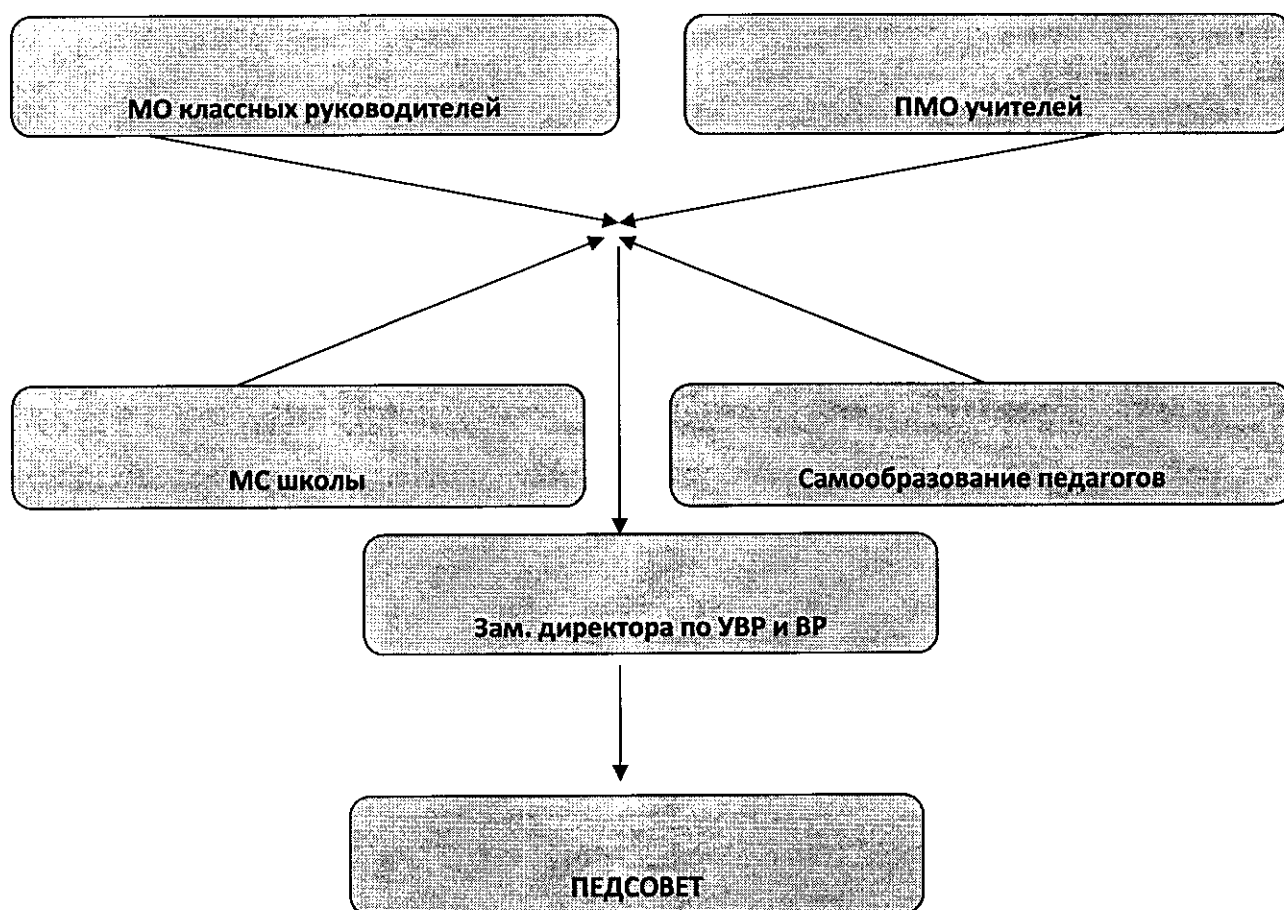 МО классных руководителей
ПМО учителей
МС школы
Самообразование педагогов
Зам. директора по УВР и ВР
ПЕДСОВЕТ